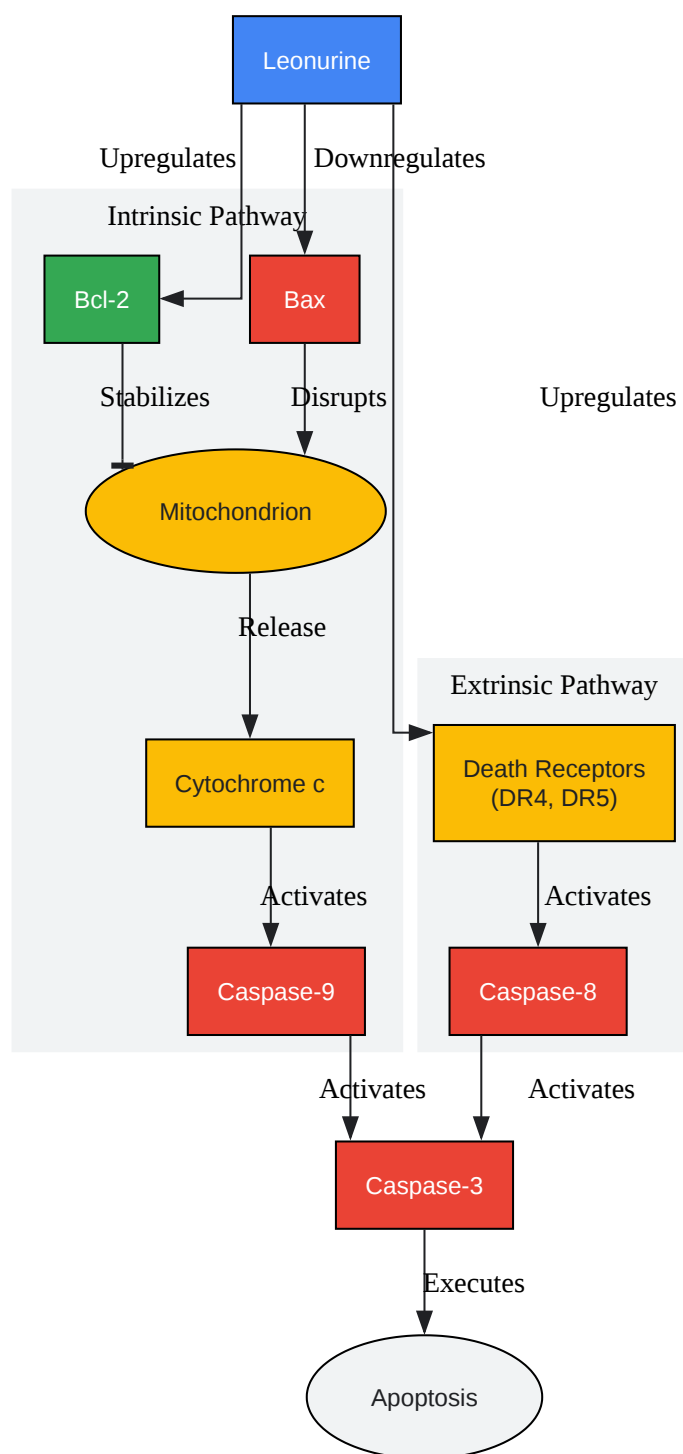 Leonurine
Upregulates
Downregulates
Intrinsic Pathway
Bcl-2
Bax
Stabilizes
Disrupts
Upregulates
Mitochondrion
Release
Extrinsic Pathway
Cytochrome c
Death Receptors
(DR4, DR5)
Activates
Activates
Caspase-9
Caspase-8
Activates
Activates
Caspase-3
Executes
Apoptosis